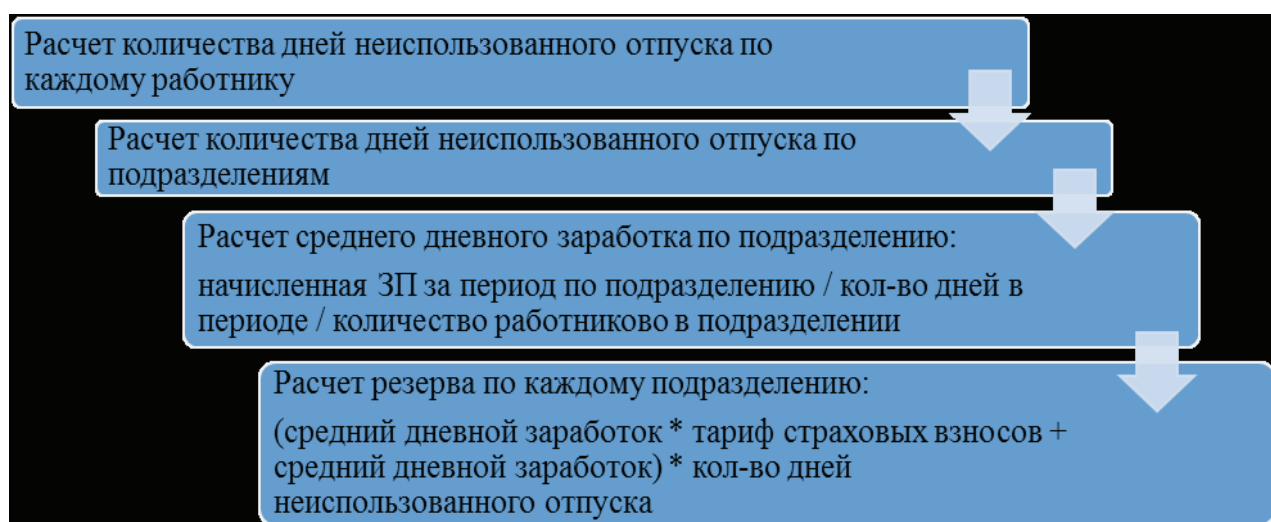 Расчет количества дней неиспользованного отпуска по
каждому работнику
Расчет количества дней неиспользованного отпуска по
подразделениям
Расчет среднего дневного заработка по подразделению:
начисленная ЗП за период по подразделению / кол-во дней в
периоде / количество работниково в подразделении
Расчет резерва по каждому подразделению:
(средний дневной заработок * тариф страховых взносов +
средний дневной заработок) * кол-во дней
неиспользованного отпуска